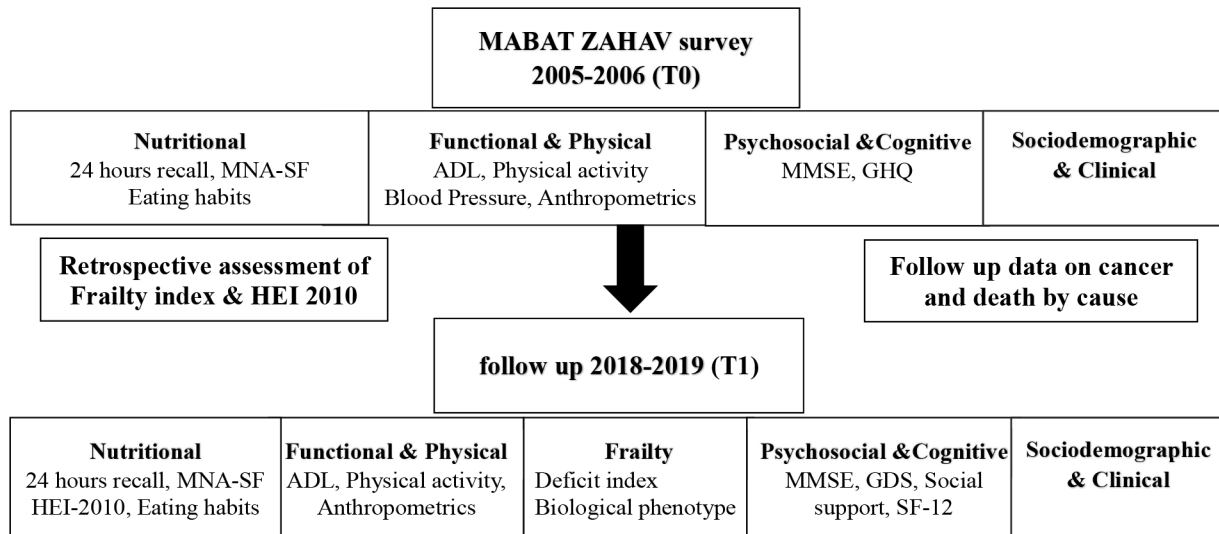 MABAT ZAHAV survey
2005-2006 (T0)
Nutritional
24 hours recall, MNA-SF
Eating habits
Functional & Physical
ADL, Physical activity
Blood Pressure, Anthropometrics
Psychosocial &Cognitive
MMSE, GHQ
Sociodemographic
& Clinical
Retrospective assessment of
Frailty index & HEI 2010
Follow up data on cancer
and death by cause
follow up 2018-2019 (T1)
Nutritional
24 hours recall, MNA-SF
HEI-2010, Eating habits
Functional & Physical
ADL, Physical activity,
Anthropometrics
Frailty
Deficit index
Biological phenotype
Psychosocial &Cognitive
MMSE, GDS, Social
support, SF-12
Sociodemographic
& Clinical